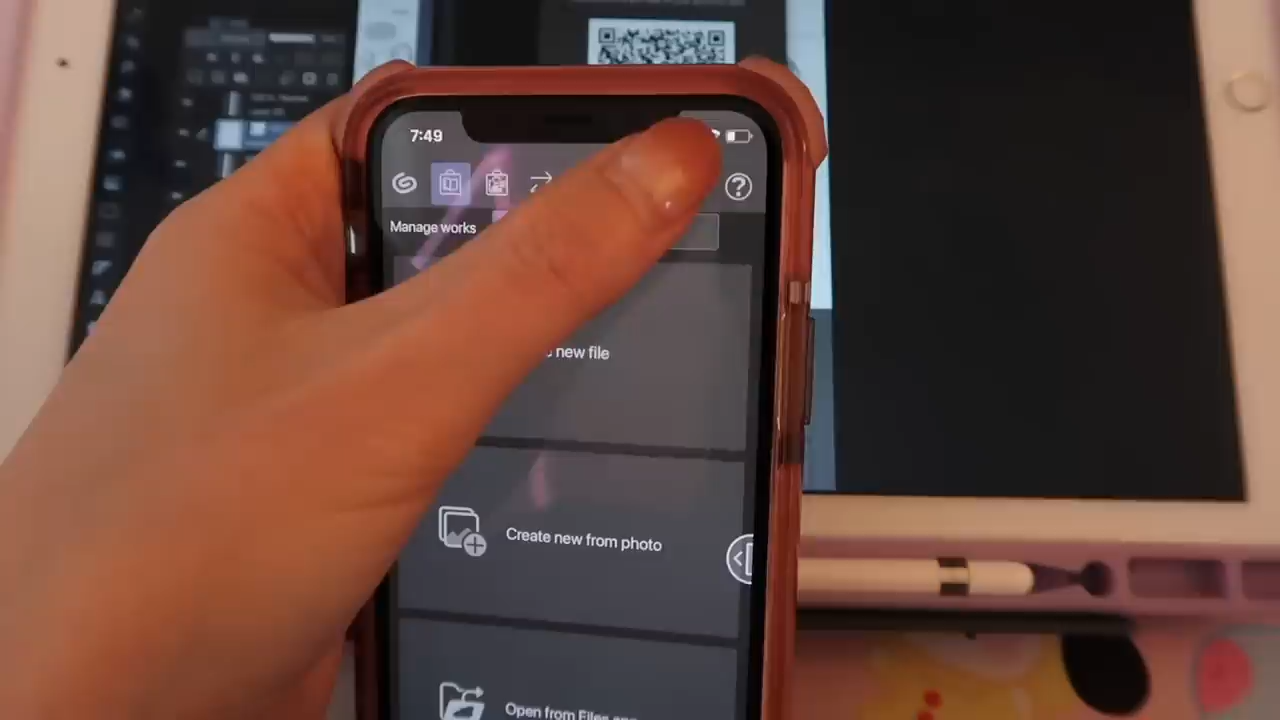 7:49
Manage works
new file
Create new from photo
Open from Files